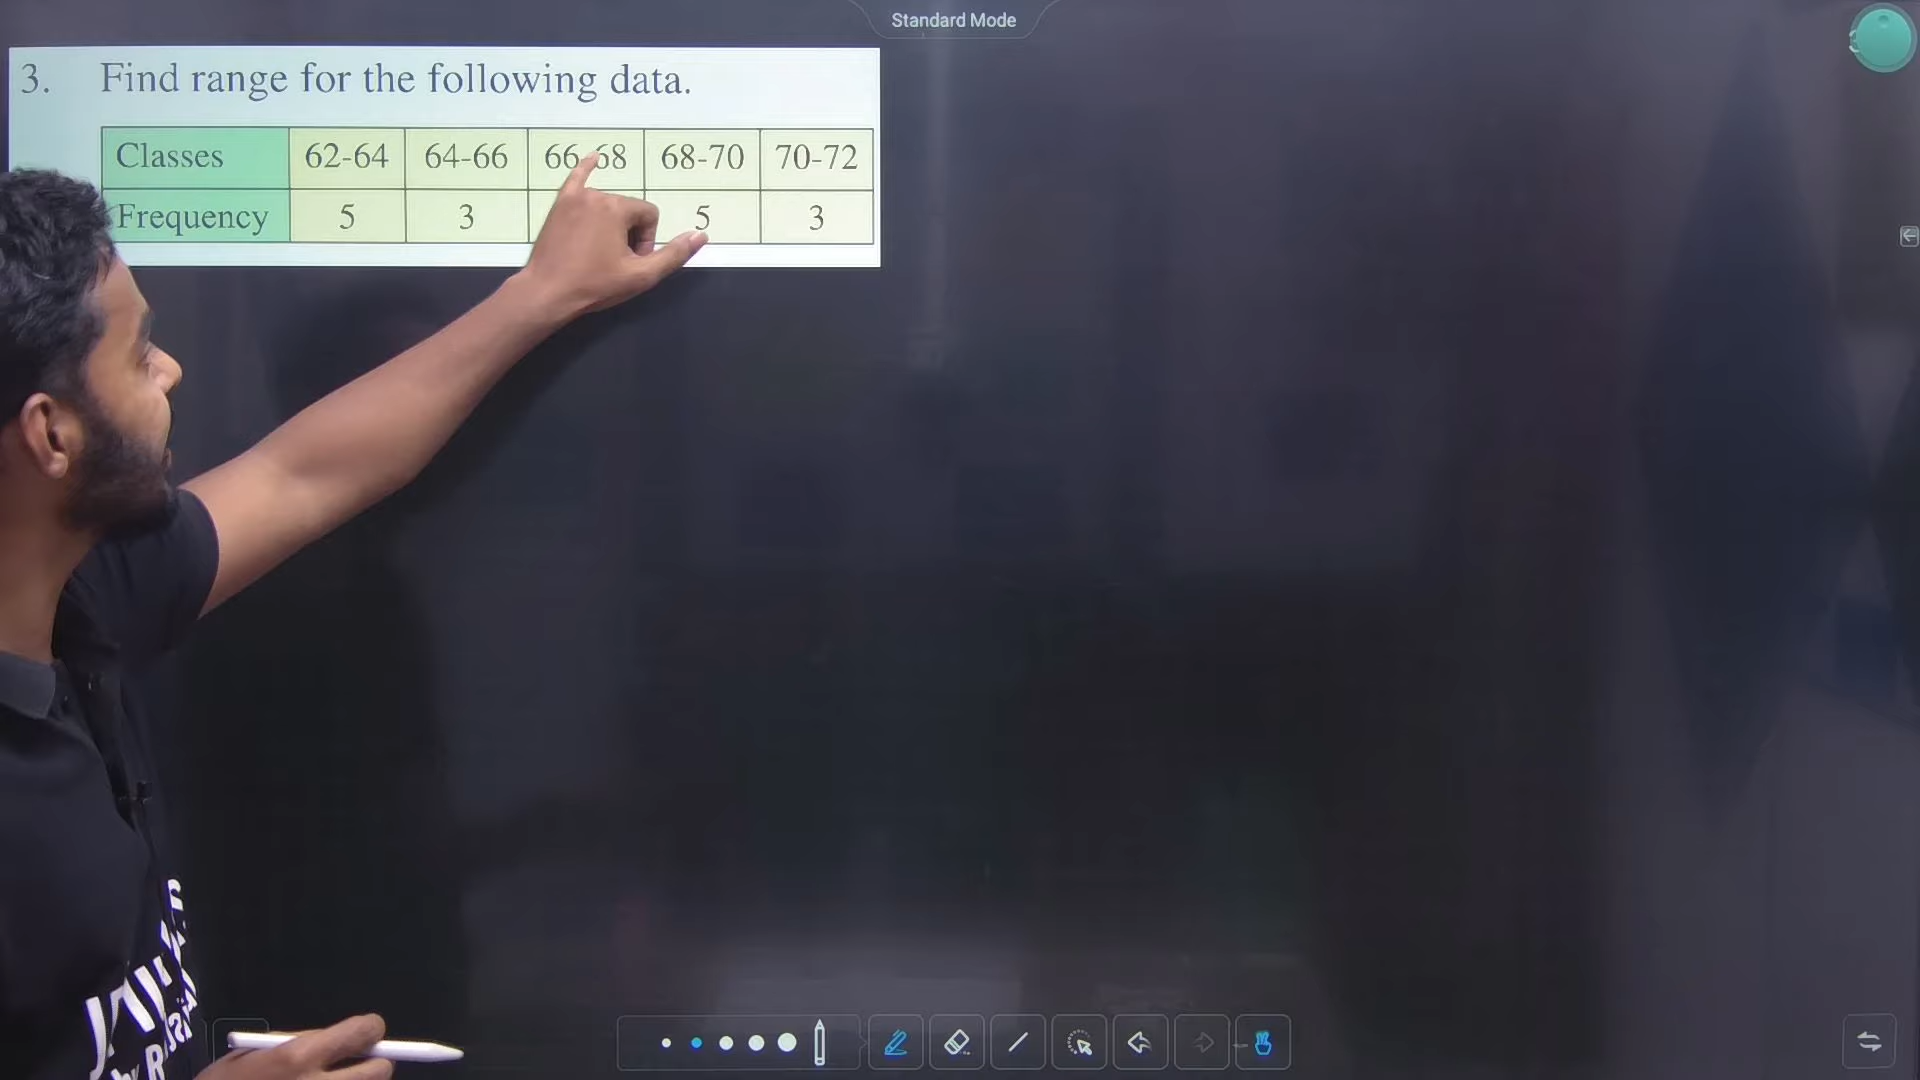 Standard Mode
3. Find range for the following data.
Classes 62-64 64-66 66-68 68-70 70-72
Frequency 5 3 5 3